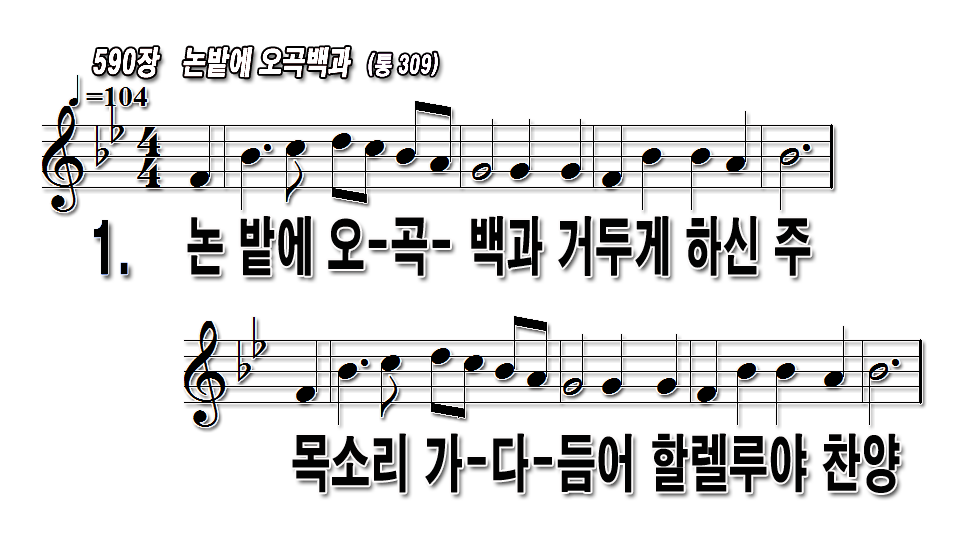 590장 논밭에 오곡백과 (통 309)
♩=104
4
4
1. 논 밭에 오-곡- 백과 거두게 하신 주
목소리 가-다-듬어 할렐루야 찬양